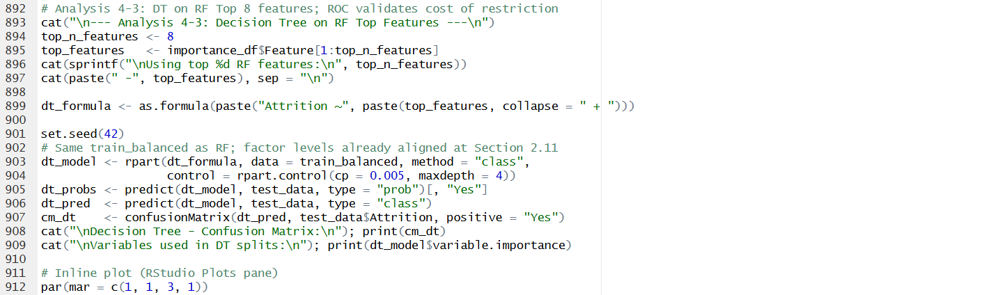 892 # Analysis 4-3: DT on RF Top 8 features; ROC validates cost of restriction
893 cat("\n--- Analysis 4-3: Decision Tree on RF Top Features ---\n")
894 top_n_features <- 8
895 top_features   <- importance_df$Feature[1:top_n_features]
896 cat(sprintf("\nUsing top %d RF features:\n", top_n_features))
897 cat(paste(" -", top_features), sep = "\n")
898
899 dt_formula <- as.formula(paste("Attrition ~", paste(top_features, collapse = " + ")))
900
901 set.seed(42)
902 # Same train_balanced as RF; factor levels already aligned at Section 2.11
903 dt_model <- rpart(dt_formula, data = train_balanced, method = "class",
904                   control = rpart.control(cp = 0.005, maxdepth = 4))
905 dt_probs <- predict(dt_model, test_data, type = "prob")[, "Yes"]
906 dt_pred  <- predict(dt_model, test_data, type = "class")
907 cm_dt    <- confusionMatrix(dt_pred, test_data$Attrition, positive = "Yes")
908 cat("\nDecision Tree - Confusion Matrix:\n"); print(cm_dt)
909 cat("\nVariables used in DT splits:\n"); print(dt_model$variable.importance)
910
911 # Inline plot (RStudio Plots pane)
912 par(mar = c(1, 1, 3, 1))